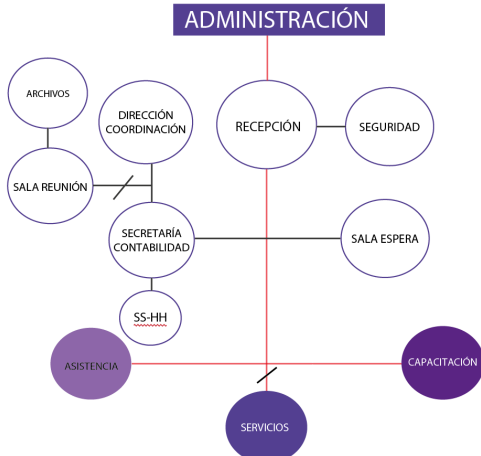 ADMINISTRACIÓN
ARCHIVOS
DIRECCIÓN
COORDINACIÓN
RECEPCIÓN
SEGURIDAD
SALA REUNIÓN
SECRETARÍA
CONTABILIDAD
SALA ESPERA
SS-HH
ASISTENCIA
CAPACITACIÓN
SERVICIOS